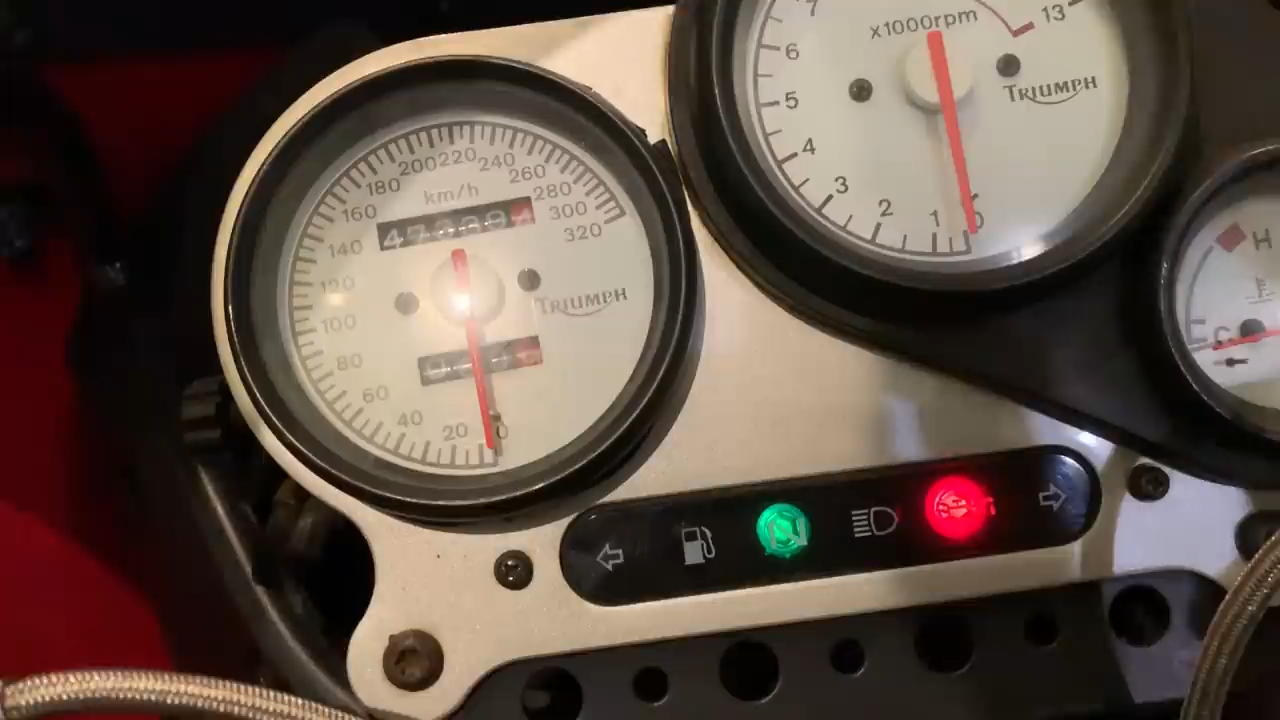 200 220 240
180 260
160 km/h 280
300
140 320
120
100 TRIUMPH
80
60
40 20 0
7 x1000rpm 13
6
5 TRIUMPH
4
3
2 1 0
H
C
N